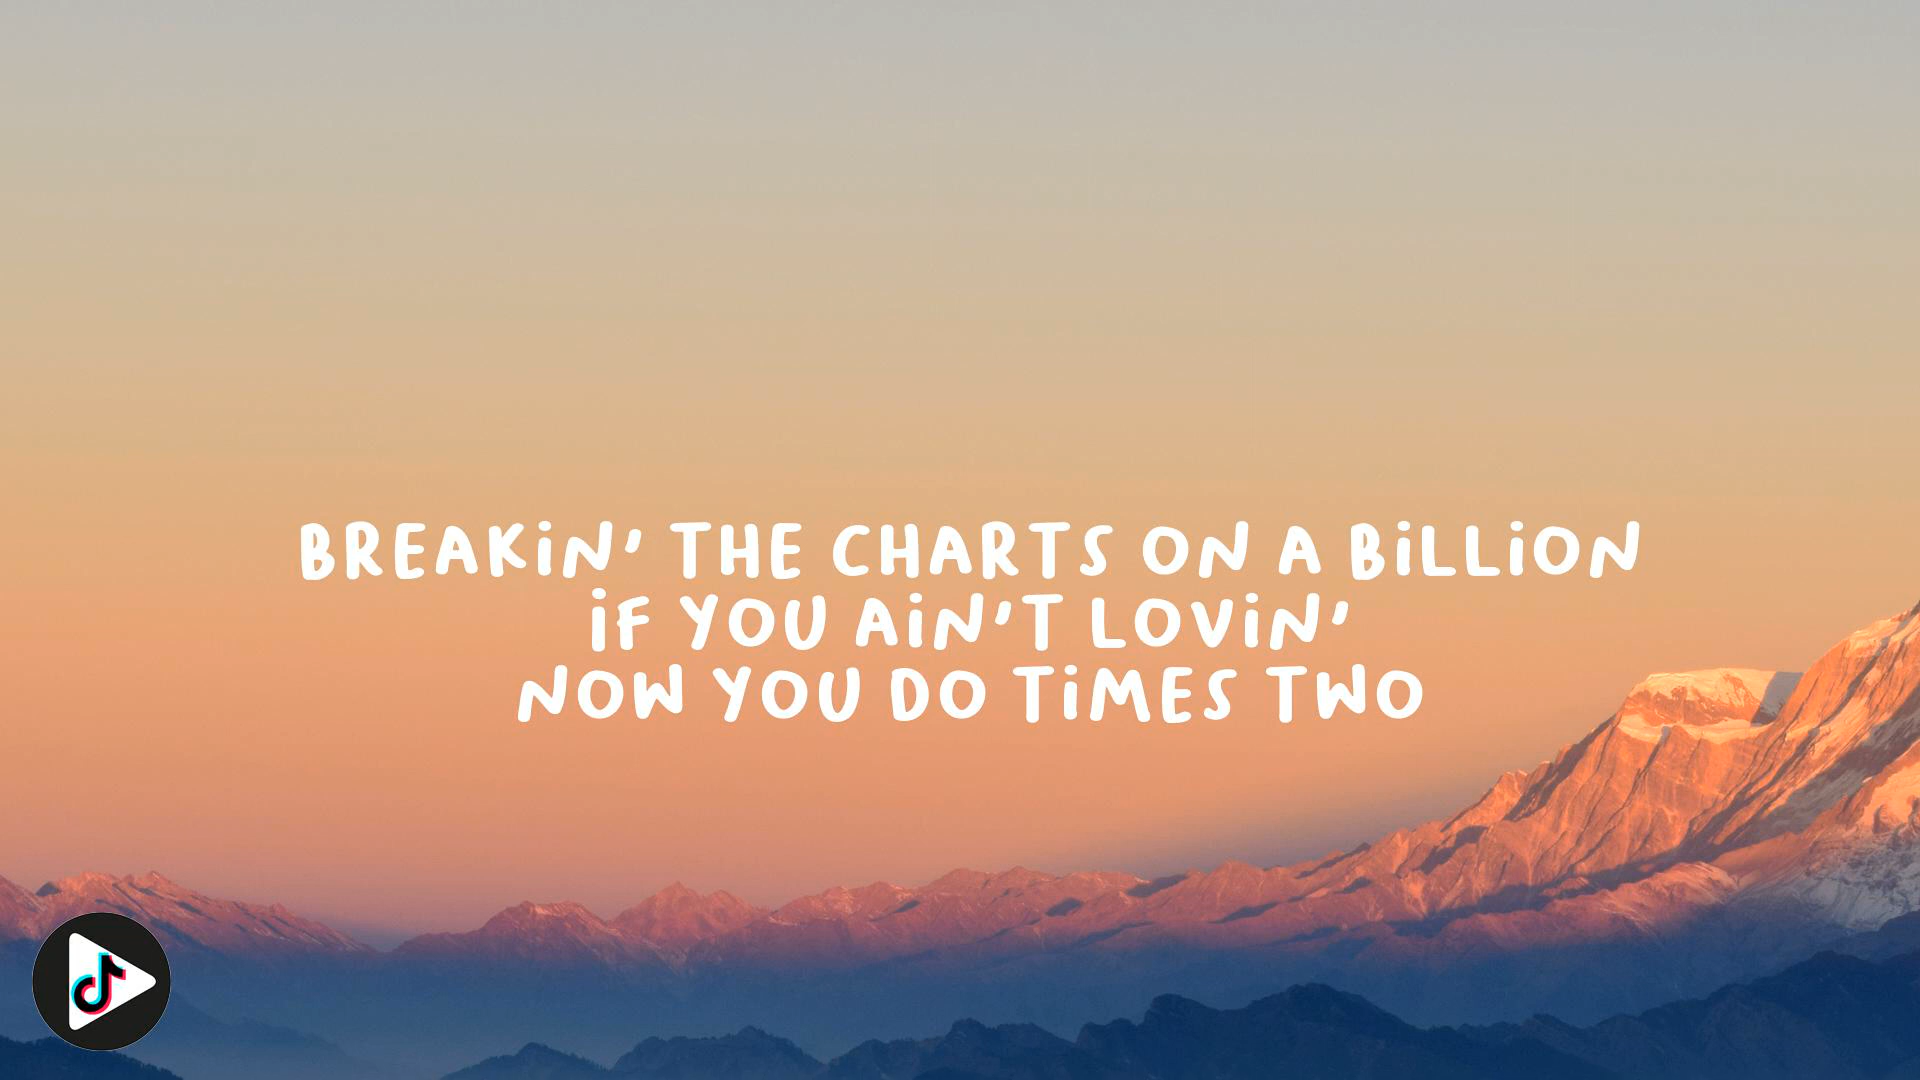 BREAKiN' THE CHARTS ON A BiLLiON
iF YOU AiN'T LOViN'
NOW YOU DO TiMES TWO